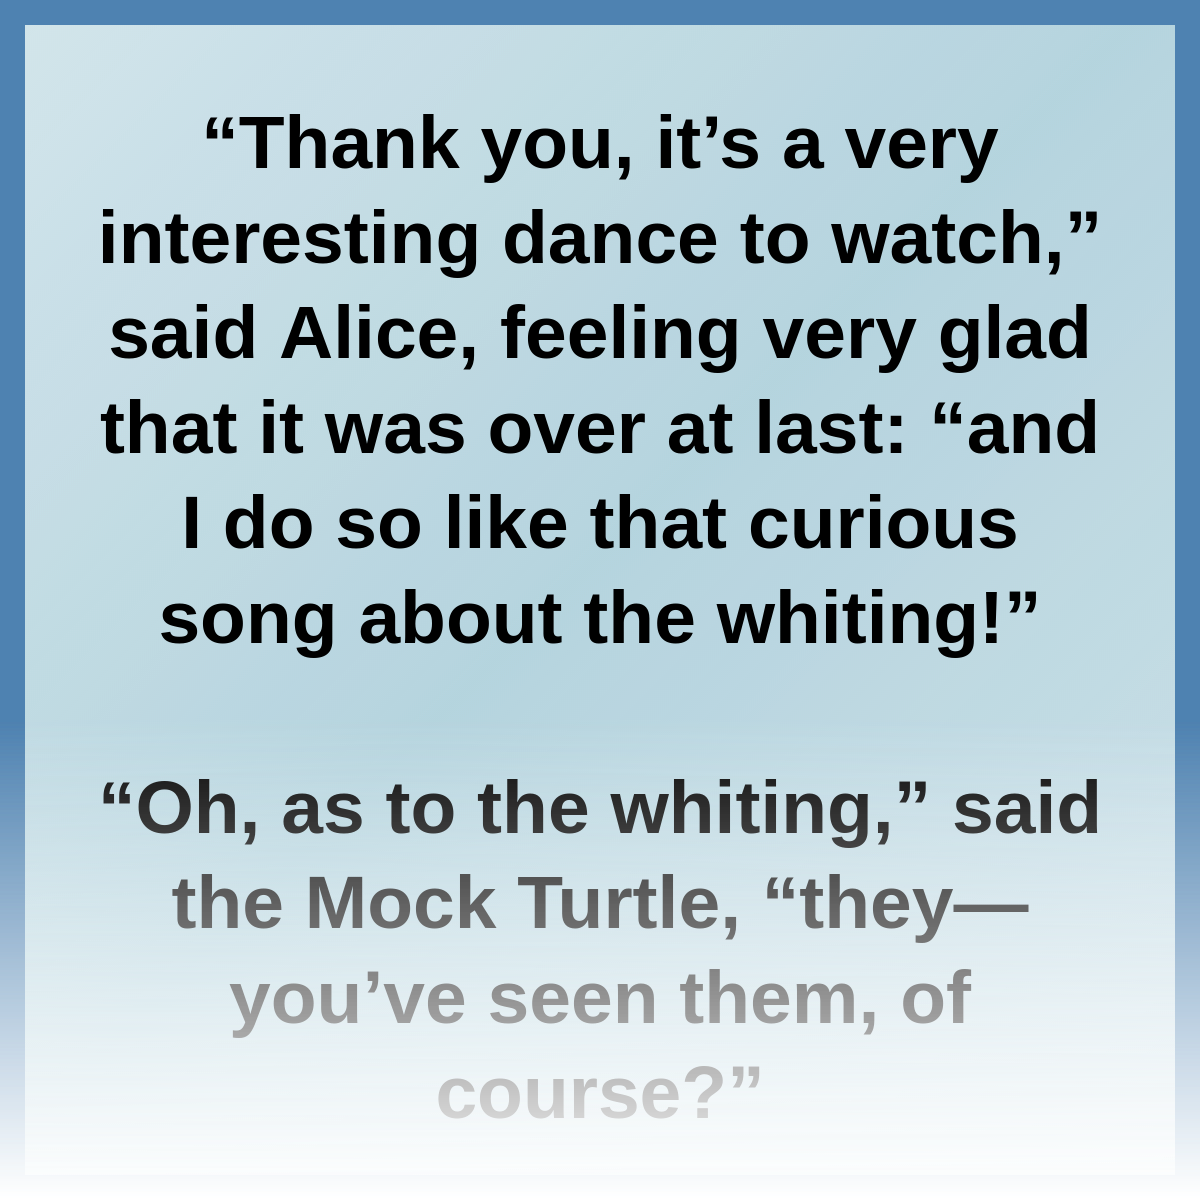 “Thank you, it’s a very
interesting dance to watch,”
said Alice, feeling very glad
that it was over at last: “and
I do so like that curious
song about the whiting!”
“Oh, as to the whiting,” said
the Mock Turtle, “they—
you’ve seen them, of
course?”